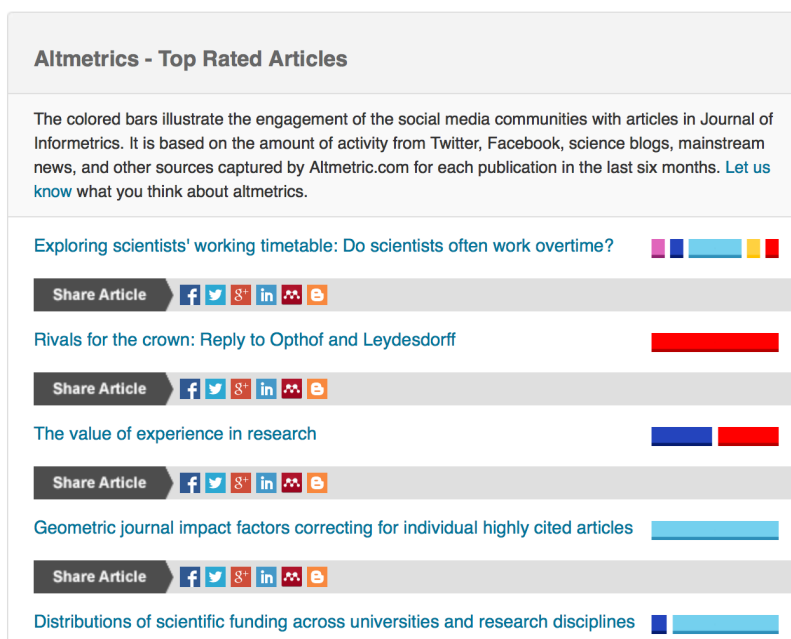 Altmetrics - Top Rated Articles
The colored bars illustrate the engagement of the social media communities with articles in Journal of
Informetrics. It is based on the amount of activity from Twitter, Facebook, science blogs, mainstream
news, and other sources captured by Altmetric.com for each publication in the last six months. Let us
know what you think about altmetrics.
Exploring scientists' working timetable: Do scientists often work overtime?
Share Article
Rivals for the crown: Reply to Opthof and Leydesdorff
Share Article
The value of experience in research
Share Article
Geometric journal impact factors correcting for individual highly cited articles
Share Article
Distributions of scientific funding across universities and research disciplines